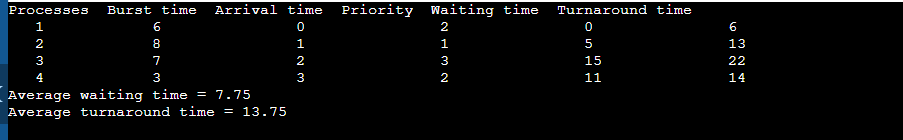 Processes  Burst time  Arrival time  Priority  Waiting time  Turnaround time
1 6 0 2 0 6
2 8 1 1 5 13
3 7 2 3 15 22
4 3 3 2 11 14
Average waiting time = 7.75
Average turnaround time = 13.75